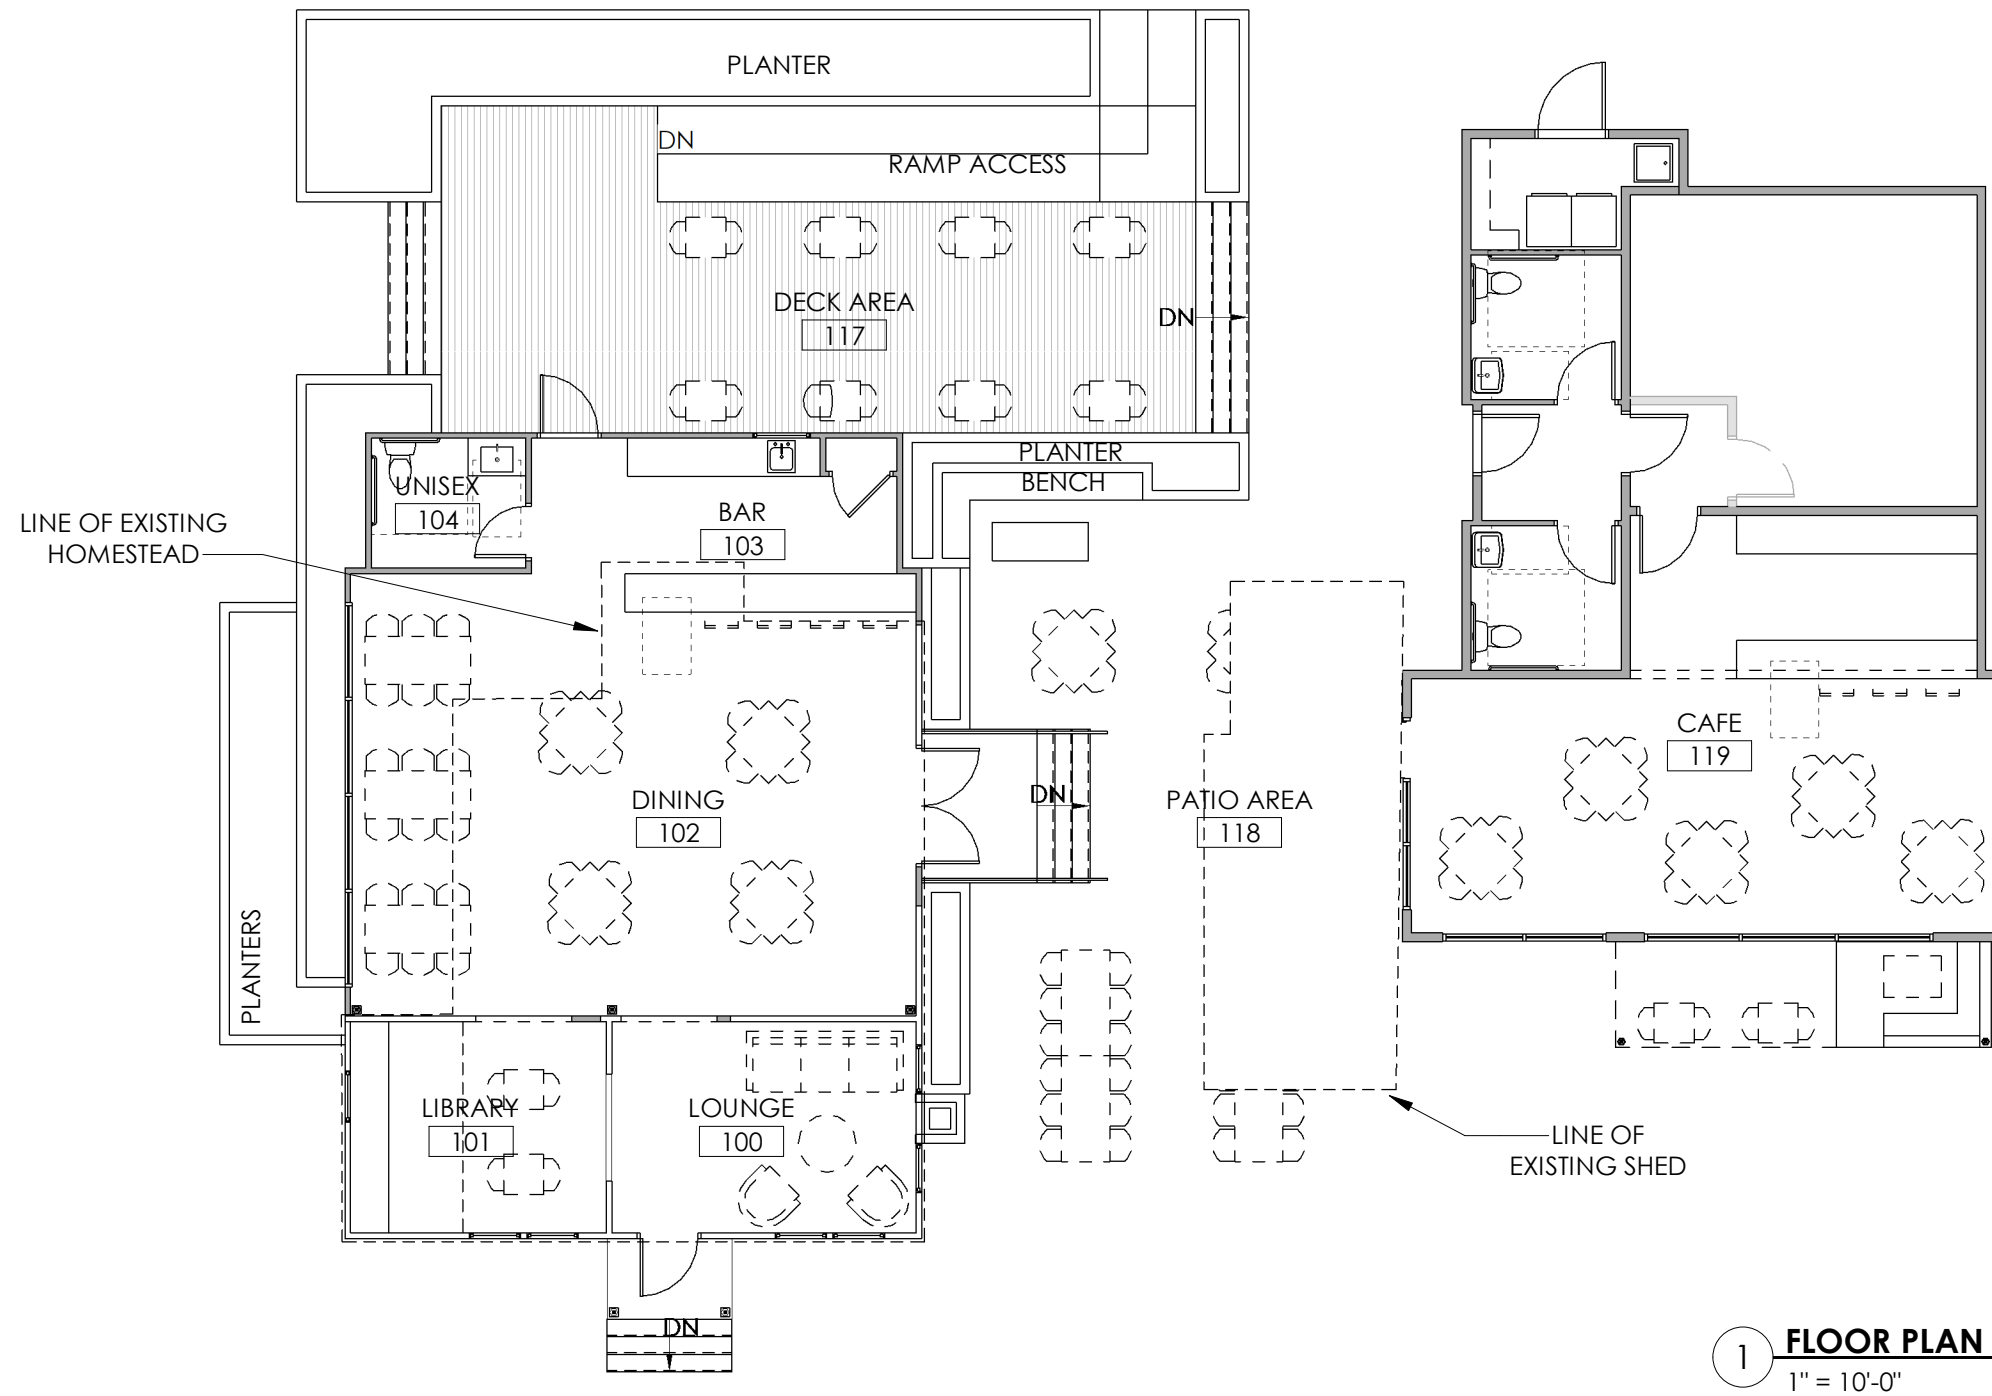 PLANTER
DN
RAMP ACCESS
DECK AREA
117
DN
PLANTER
BENCH
UNISEX
104
BAR
103
LINE OF EXISTING
HOMESTEAD
CAFE
119
DINING
102
DN
PATIO AREA
118
PLANTERS
LIBRARY
101
LOUNGE
100
LINE OF
EXISTING SHED
DN
1
FLOOR PLAN
1" = 10'-0"